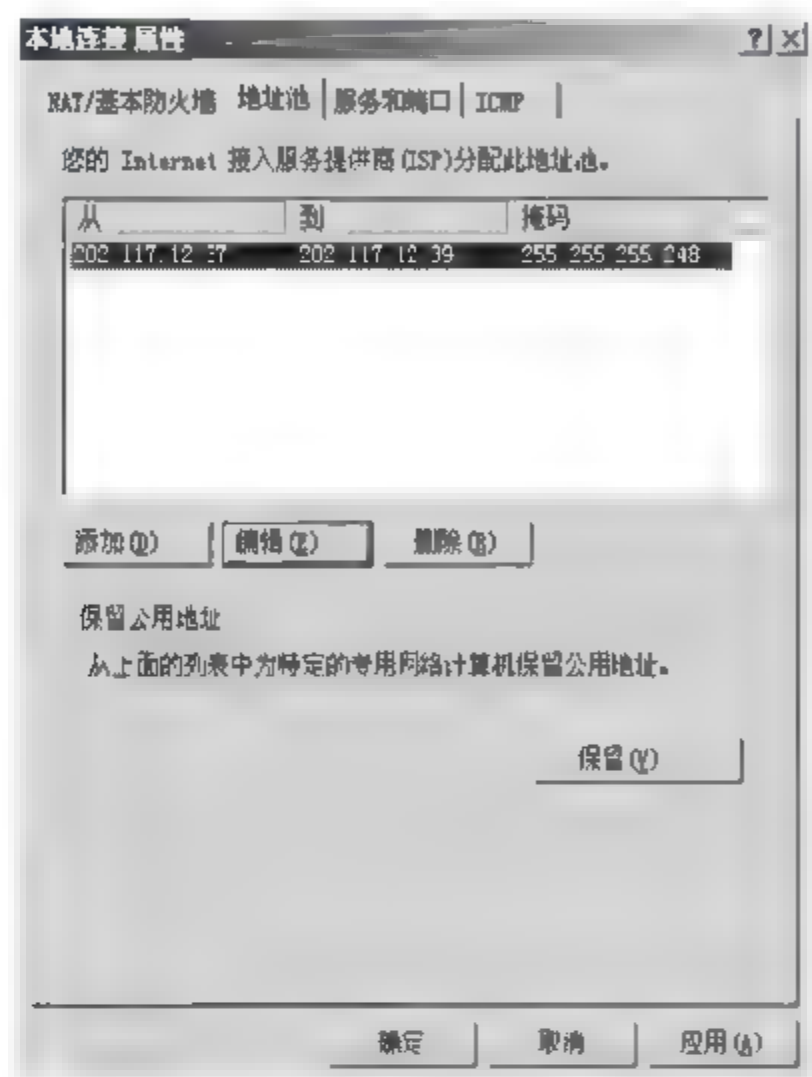 本地连接 属性
NAT/基本防火墙 地址池 服务和端口 ICMP
您的 Internet 接入服务提供商(ISP)分配此地址池。
从 到 掩码
202.117.12.37 202.117.12.39 255.255.255.248
添加(D) 编辑(E) 删除(R)
保留公用地址
从上面的列表中为特定的专用网络计算机保留公用地址。
保留(V)
确定 取消 应用(A)